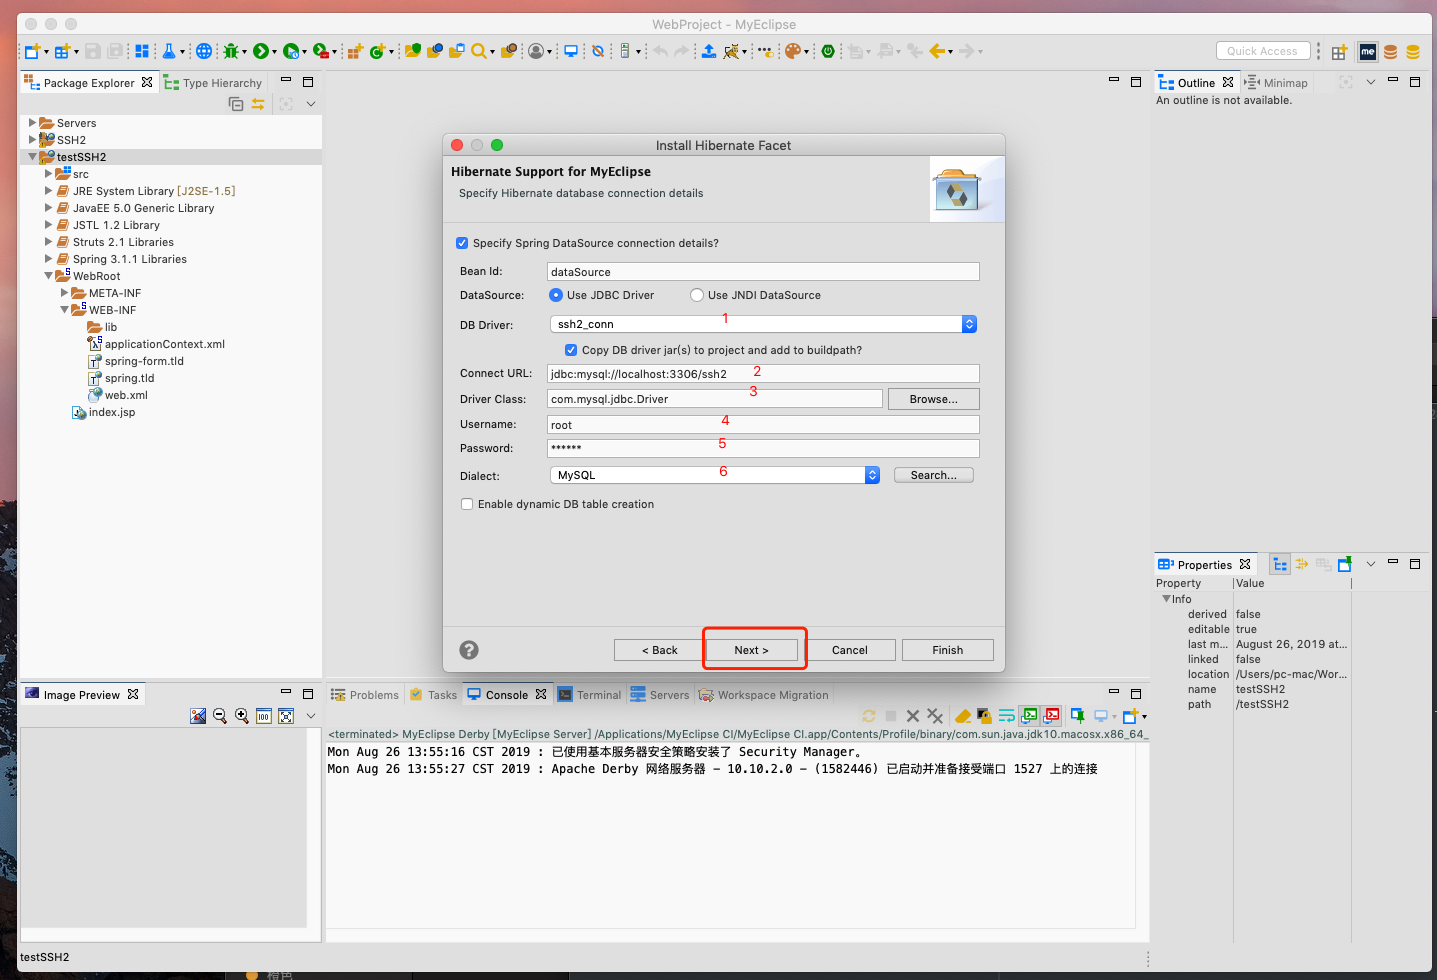 WebProject - MyEclipse
Quick Access
me
Package Explorer
Type Hierarchy
Servers
SSH2
testSSH2
src
JRE System Library [J2SE-1.5]
JavaEE 5.0 Generic Library
JSTL 1.2 Library
Struts 2.1 Libraries
Spring 3.1.1 Libraries
WebRoot
META-INF
WEB-INF
lib
applicationContext.xml
spring-form.tld
spring.tld
web.xml
index.jsp
Install Hibernate Facet
Hibernate Support for MyEclipse
Specify Hibernate database connection details
Specify Spring DataSource connection details?
Bean Id: dataSource
DataSource: Use JDBC Driver Use JNDI DataSource
DB Driver: ssh2_conn 1
Copy DB driver jar(s) to project and add to buildpath?
Connect URL: jdbc:mysql://localhost:3306/ssh2 2
Driver Class: com.mysql.jdbc.Driver 3 Browse...
Username: root 4
Password: ****** 5
Dialect: MySQL 6 Search...
Enable dynamic DB table creation
? < Back Next > Cancel Finish
Outline Minimap
An outline is not available.
Properties
Property Value
Info
derived false
editable true
last m... August 26, 2019 at...
linked false
location /Users/pc-mac/Wor...
name testSSH2
path /testSSH2
Image Preview
100
Problems Tasks Console Terminal Servers Workspace Migration
<terminated> MyEclipse Derby [MyEclipse Server] /Applications/MyEclipse CI/MyEclipse CI.app/Contents/Profile/binary/com.sun.java.jdk10.macosx.x86_64_
Mon Aug 26 13:55:16 CST 2019 : 已使用基本服务器安全策略安装了 Security Manager。
Mon Aug 26 13:55:27 CST 2019 : Apache Derby 网络服务器 - 10.10.2.0 - (1582446) 已启动并准备接受端口 1527 上的连接
testSSH2
橙色